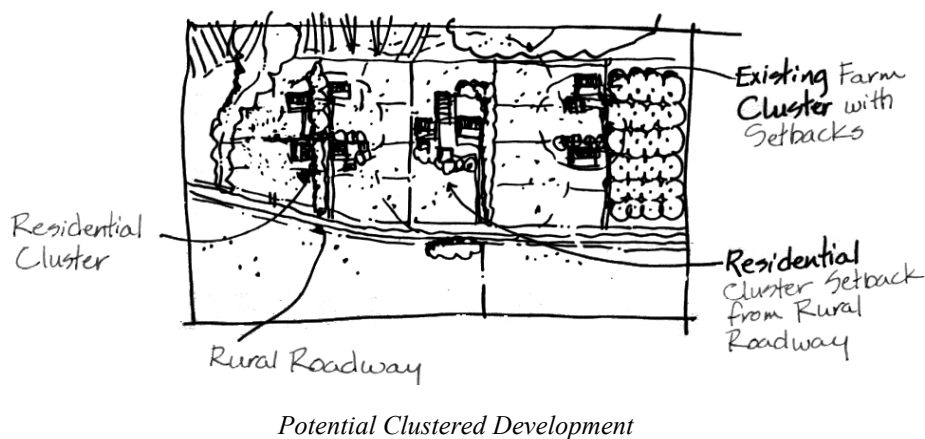 Existing Farm
Cluster with
Setbacks
Residential
Cluster
Residential
Cluster Setback
from Rural
Roadway
Rural Roadway
Potential Clustered Development